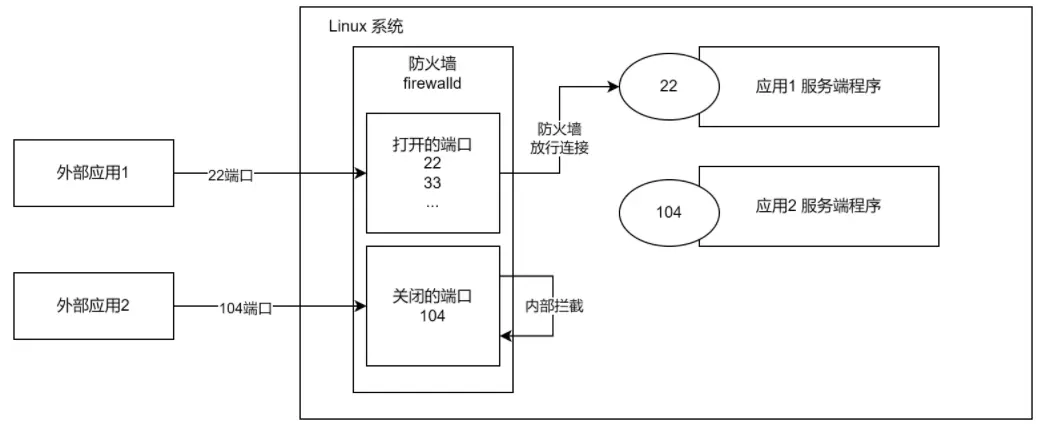 Linux 系统
防火墙
firewalld
22
应用1 服务端程序
打开的端口
22
33
...
防火墙
放行连接
外部应用1
22端口
104
应用2 服务端程序
外部应用2
104端口
关闭的端口
104
内部拦截